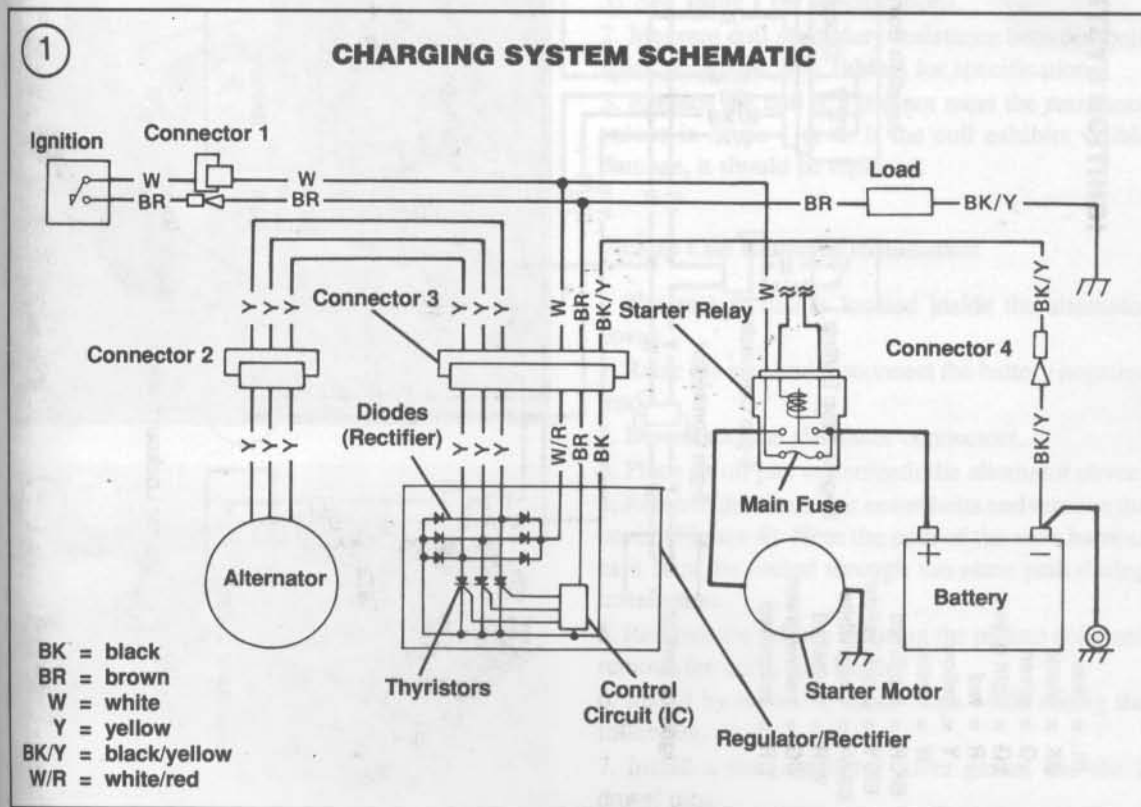 1
CHARGING SYSTEM SCHEMATIC
Ignition
Connector 1
W
W
BR
BR
Load
BR
BK/Y
Y Y Y
Y Y Y
W
BR
BK/Y
W
BK/Y
Connector 3
Starter Relay
Connector 2
Connector 4
Diodes
(Rectifier)
Y Y Y
Y Y Y
W/R
BR
BK
BK/Y
Main Fuse
Alternator
+
−
Battery
Thyristors
Control
Circuit (IC)
Starter Motor
Regulator/Rectifier
BK = black
BR = brown
W = white
Y = yellow
BK/Y = black/yellow
W/R = white/red